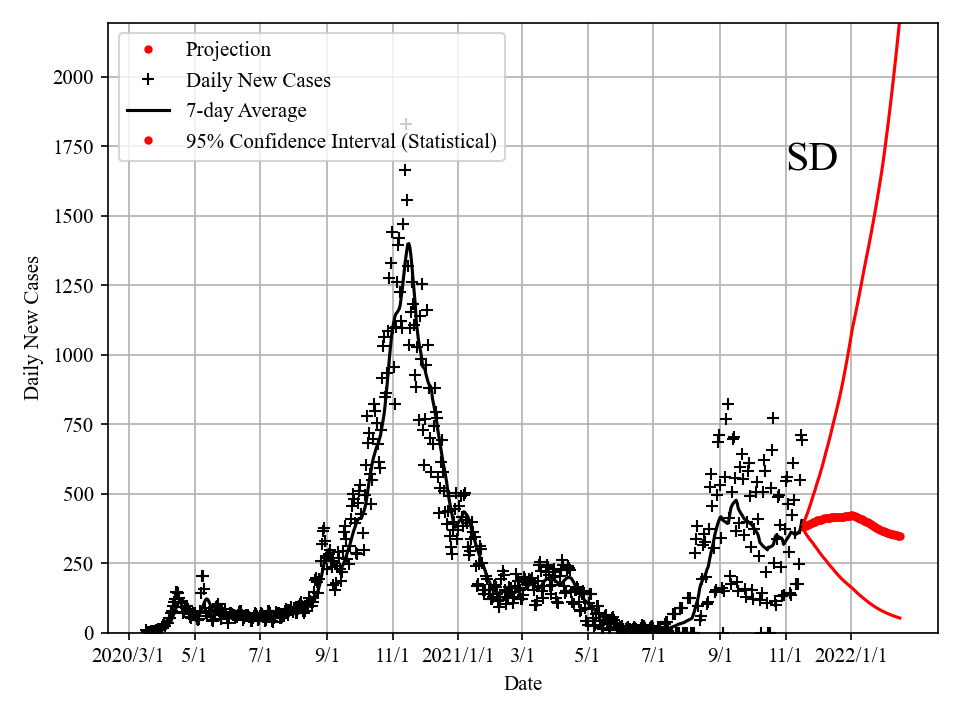 Projection
Daily New Cases
7-day Average
95% Confidence Interval (Statistical)
SD
Daily New Cases
2000
1750
1500
1250
1000
750
500
250
0
2020/3/1 5/1 7/1 9/1 11/1 2021/1/1 3/1 5/1 7/1 9/1 11/1 2022/1/1
Date